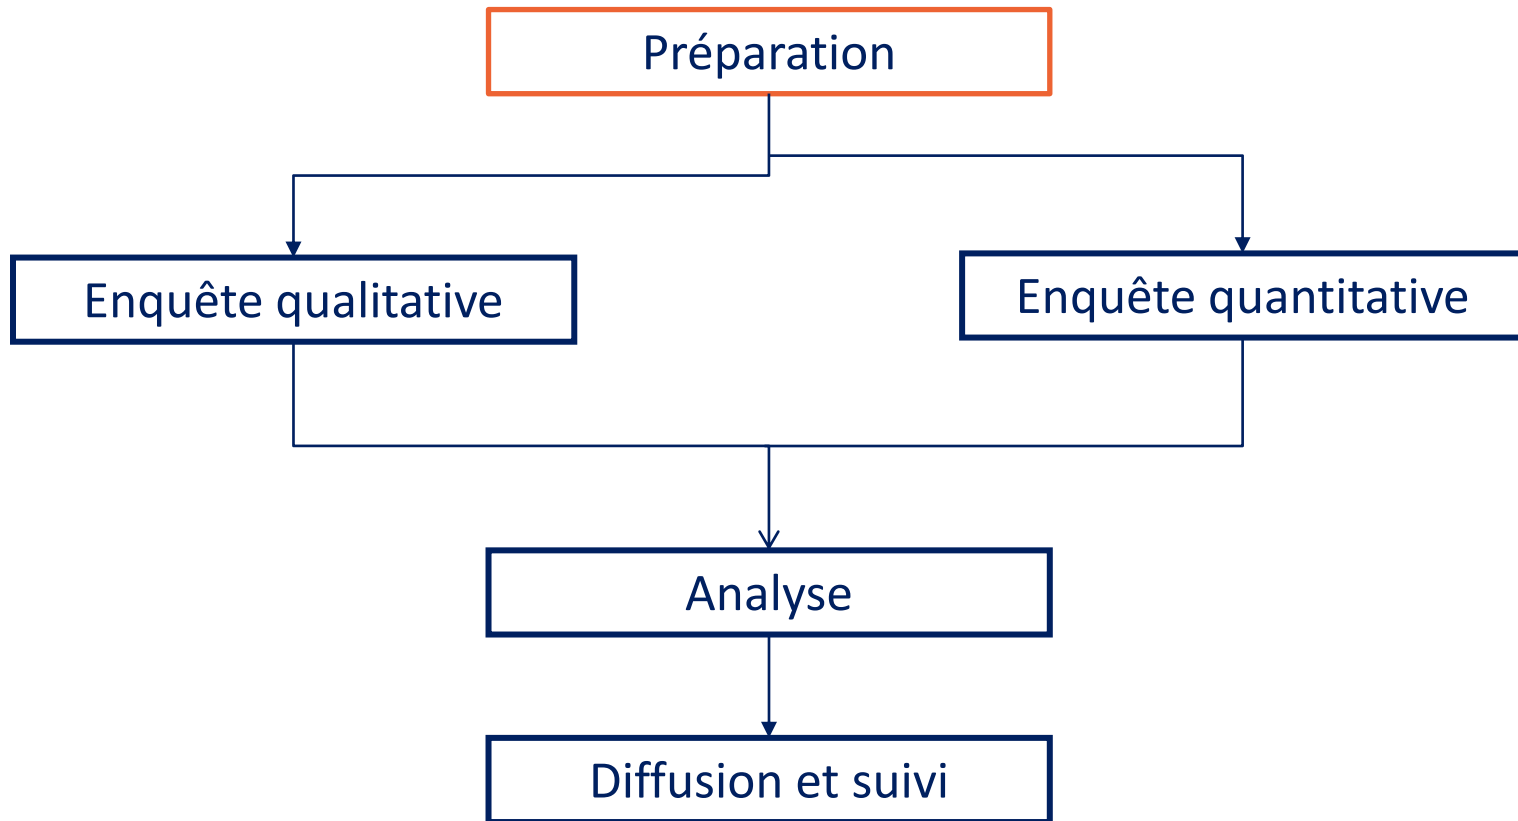 Préparation
Enquête qualitative
Enquête quantitative
Analyse
Diffusion et suivi